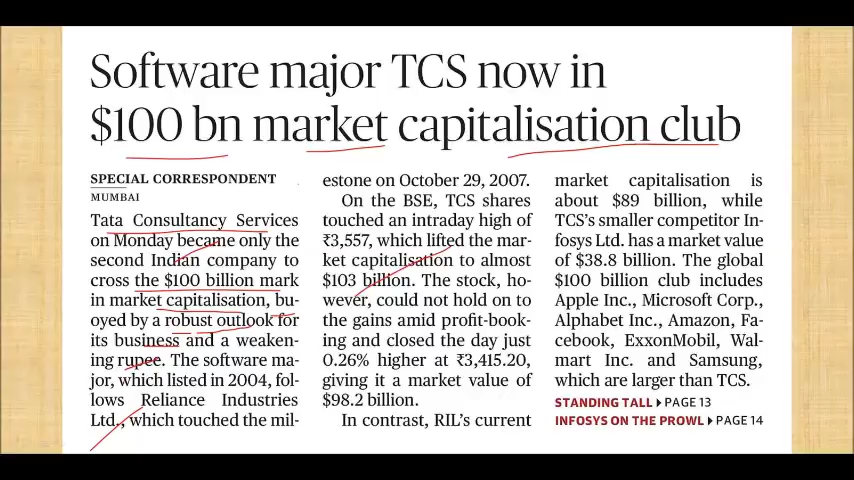 Software major TCS now in
$100 bn market capitalisation club
SPECIAL CORRESPONDENT
MUMBAI
Tata Consultancy Services
on Monday became only the
second Indian company to
cross the $100 billion mark
in market capitalisation, bu-
oyed by a robust outlook for
its business and a weaken-
ing rupee. The software ma-
jor, which listed in 2004, fol-
lows Reliance Industries
Ltd., which touched the mil-
estone on October 29, 2007.
On the BSE, TCS shares
touched an intraday high of
₹3,557, which lifted the mar-
ket capitalisation to almost
$103 billion. The stock, ho-
wever, could not hold on to
the gains amid profit-book-
ing and closed the day just
0.26% higher at ₹3,415.20,
giving it a market value of
$98.2 billion.
In contrast, RIL's current
market capitalisation is
about $89 billion, while
TCS's smaller competitor In-
fosys Ltd. has a market value
of $38.8 billion. The global
$100 billion club includes
Apple Inc., Microsoft Corp.,
Alphabet Inc., Amazon, Fa-
cebook, ExxonMobil, Wal-
mart Inc. and Samsung,
which are larger than TCS.
STANDING TALL PAGE 13
INFOSYS ON THE PROWL PAGE 14